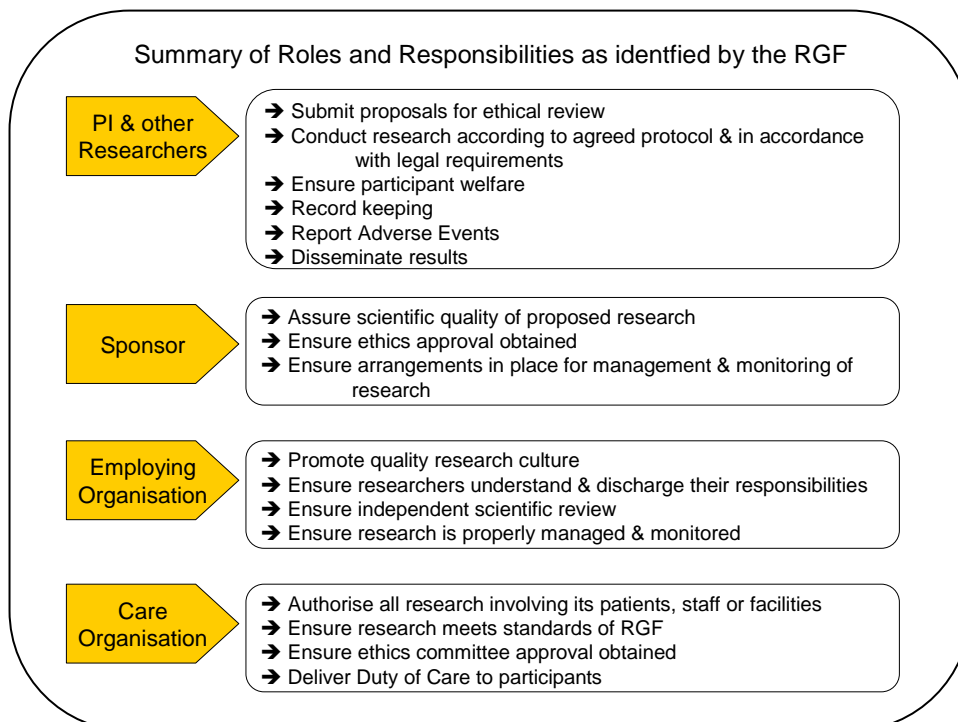 Summary of Roles and Responsibilities as identfied by the RGF
PI & other
Researchers
➔ Submit proposals for ethical review
➔ Conduct research according to agreed protocol & in accordance
with legal requirements
➔ Ensure participant welfare
➔ Record keeping
➔ Report Adverse Events
➔ Disseminate results
Sponsor
➔ Assure scientific quality of proposed research
➔ Ensure ethics approval obtained
➔ Ensure arrangements in place for management & monitoring of
research
Employing
Organisation
➔ Promote quality research culture
➔ Ensure researchers understand & discharge their responsibilities
➔ Ensure independent scientific review
➔ Ensure research is properly managed & monitored
Care
Organisation
➔ Authorise all research involving its patients, staff or facilities
➔ Ensure research meets standards of RGF
➔ Ensure ethics committee approval obtained
➔ Deliver Duty of Care to participants